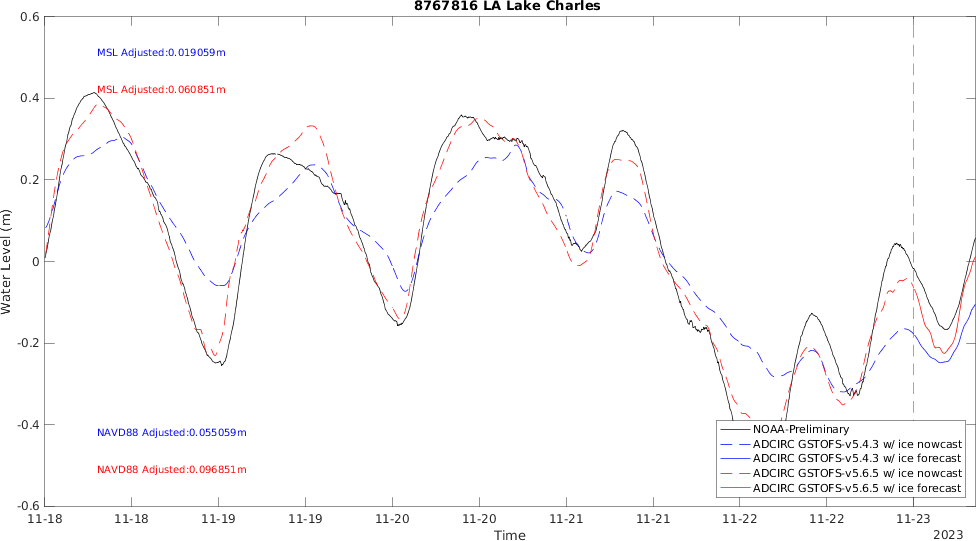 8767816 LA Lake Charles
0.6
MSL Adjusted:0.019059m
MSL Adjusted:0.060851m
0.4
0.2
0
-0.2
-0.4
-0.6
Water Level (m)
NAVD88 Adjusted:0.055059m
NAVD88 Adjusted:0.096851m
NOAA-Preliminary
ADCIRC GSTOFS-v5.4.3 w/ ice nowcast
ADCIRC GSTOFS-v5.4.3 w/ ice forecast
ADCIRC GSTOFS-v5.6.5 w/ ice nowcast
ADCIRC GSTOFS-v5.6.5 w/ ice forecast
11-18 11-18 11-19 11-19 11-20 11-20 11-21 11-21 11-22 11-22 11-23
Time
2023